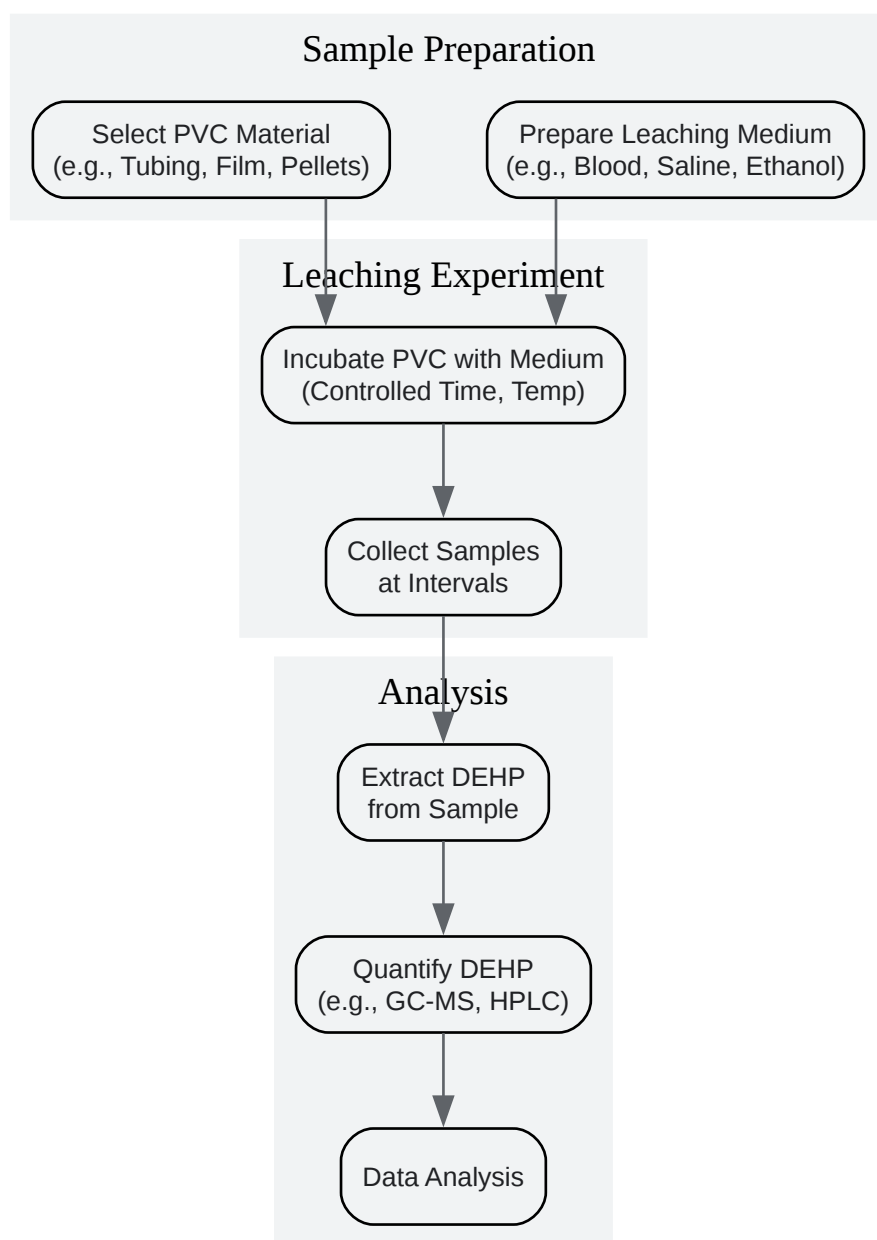 Sample Preparation
Select PVC Material
(e.g., Tubing, Film, Pellets)
Prepare Leaching Medium
(e.g., Blood, Saline, Ethanol)
Leaching Experiment
Incubate PVC with Medium
(Controlled Time, Temp)
Collect Samples
at Intervals
Analysis
Extract DEHP
from Sample
Quantify DEHP
(e.g., GC-MS, HPLC)
Data Analysis